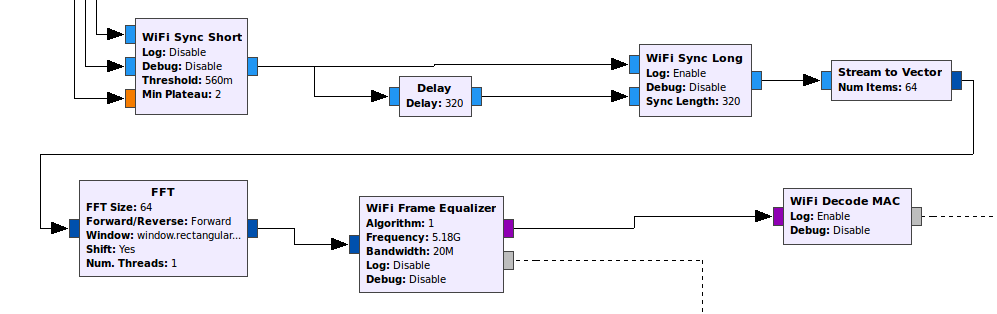 WiFi Sync Short
Log: Disable
Debug: Disable
Threshold: 560m
Min Plateau: 2
Delay
Delay: 320
WiFi Sync Long
Log: Enable
Debug: Disable
Sync Length: 320
Stream to Vector
Num Items: 64
FFT
FFT Size: 64
Forward/Reverse: Forward
Window: window.rectangular...
Shift: Yes
Num. Threads: 1
WiFi Frame Equalizer
Algorithm: 1
Frequency: 5.18G
Bandwidth: 20M
Log: Disable
Debug: Disable
WiFi Decode MAC
Log: Enable
Debug: Disable